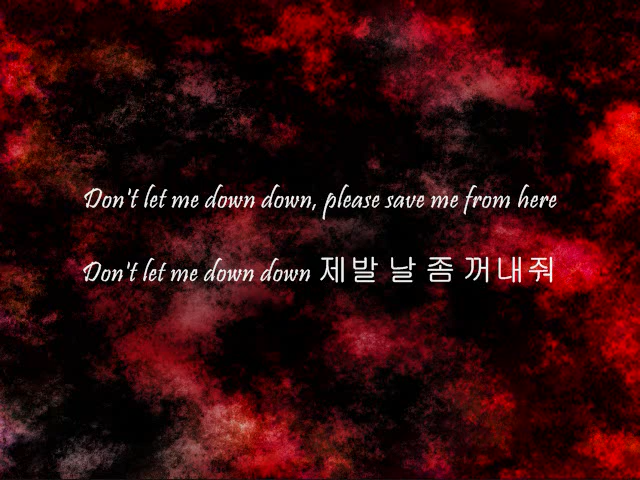 Don't let me down down, please save me from here
Don't let me down down 제발 날 좀 꺼내줘